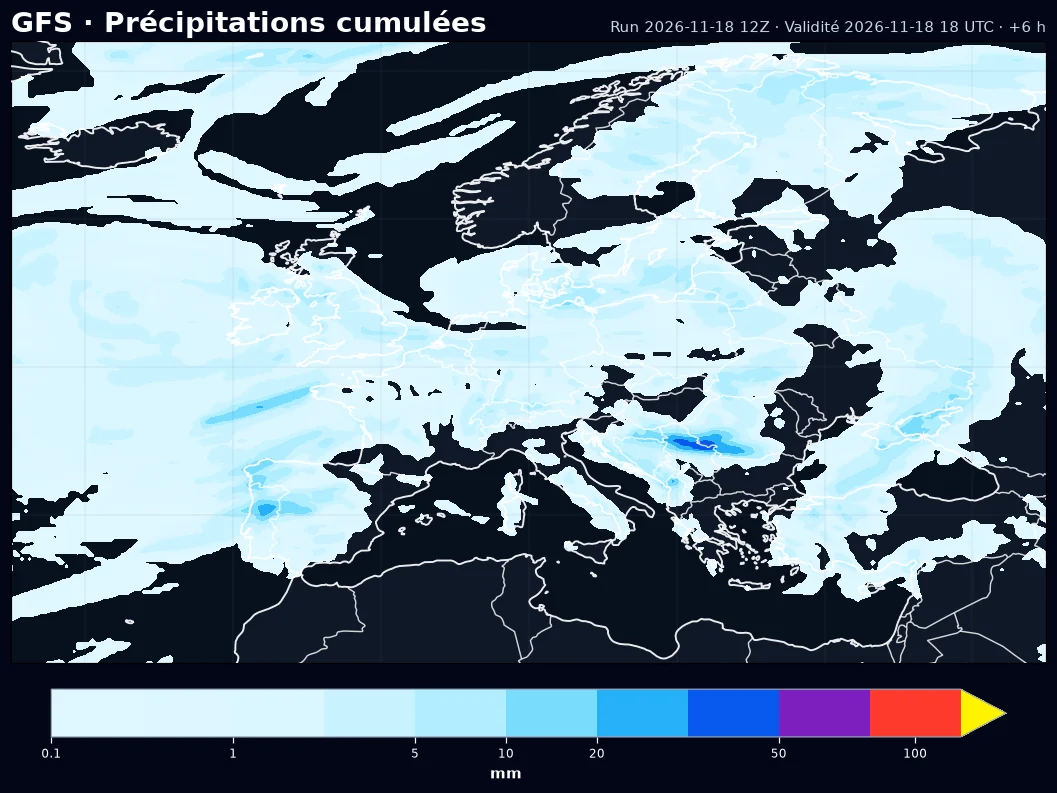 GFS · Précipitations cumulées
Run 2026-11-18 12Z · Validité 2026-11-18 18 UTC · +6 h
0.1 1 5 10 20 50 100
mm